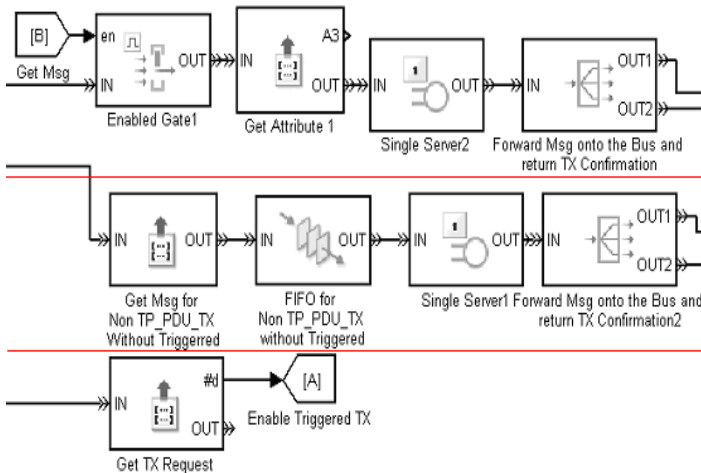 [B]
Get Msg
en
IN
OUT
Enabled Gate1
IN
A3
OUT
Get Attribute 1
IN
1
OUT
Single Server2
IN
OUT1
OUT2
Forward Msg onto the Bus and
return TX Confirmation
IN
OUT
Get Msg for
Non TP_PDU_TX
Without Trigerred
IN
OUT
FIFO for
Non TP_PDU_TX
without Triggered
IN
1
OUT
Single Server1
IN
OUT1
OUT2
Forward Msg onto the Bus and
return TX Confirmation2
IN
#d
OUT
Get TX Request
[A]
Enable Triggered TX